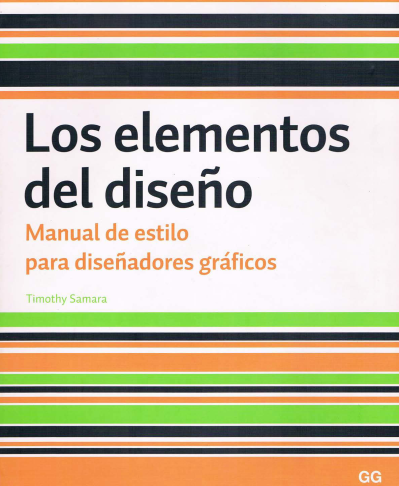 Los elementos
del diseño
Manual de estilo
para diseñadores gráficos
Timothy Samara
GG